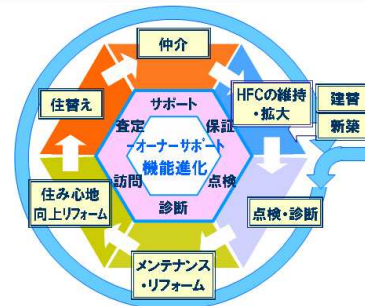 仲介
住替え
サポート
HFCの維持
・拡大
建替
新築
査定
保証
オーナーサポート
機能進化
訪問
点検
診断
住み心地
向上リフォーム
点検・診断
メンテナンス
・リフォーム